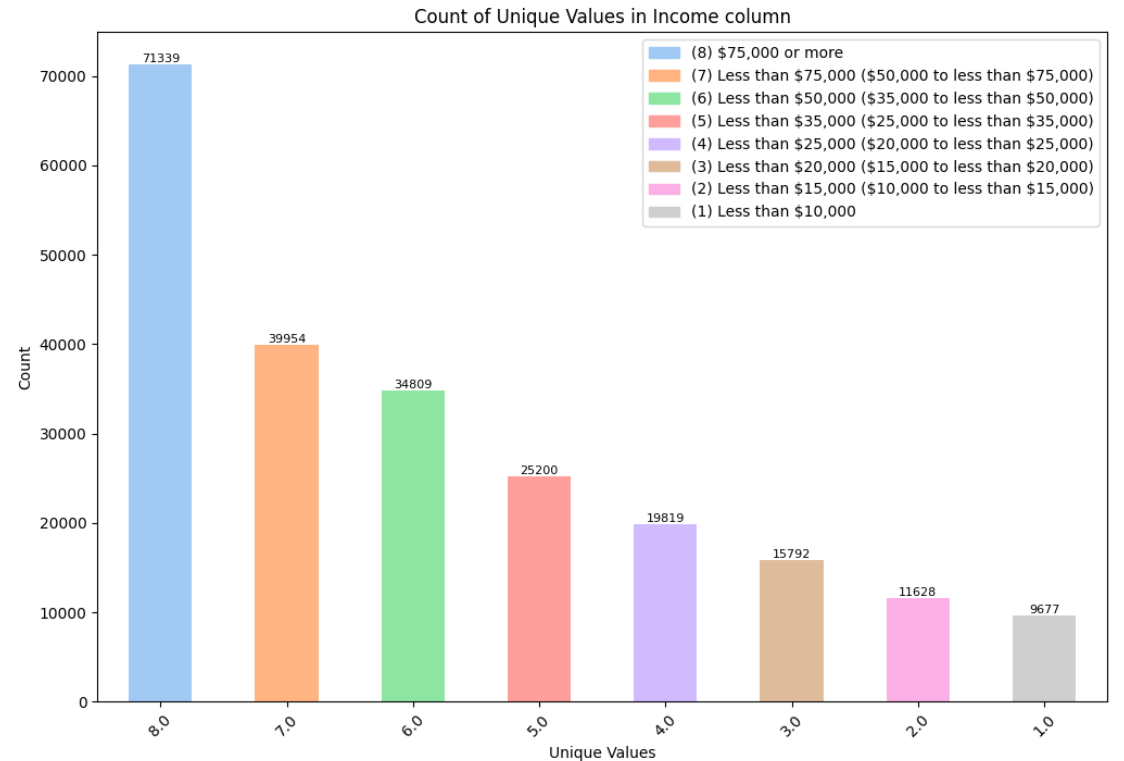 Count of Unique Values in Income column
(8) $75,000 or more
(7) Less than $75,000 ($50,000 to less than $75,000)
(6) Less than $50,000 ($35,000 to less than $50,000)
(5) Less than $35,000 ($25,000 to less than $35,000)
(4) Less than $25,000 ($20,000 to less than $25,000)
(3) Less than $20,000 ($15,000 to less than $20,000)
(2) Less than $15,000 ($10,000 to less than $15,000)
(1) Less than $10,000
Count
70000
60000
50000
40000
30000
20000
10000
0
71339
39954
34809
25200
19819
15792
11628
9677
8.0
7.0
6.0
5.0
4.0
3.0
2.0
1.0
Unique Values